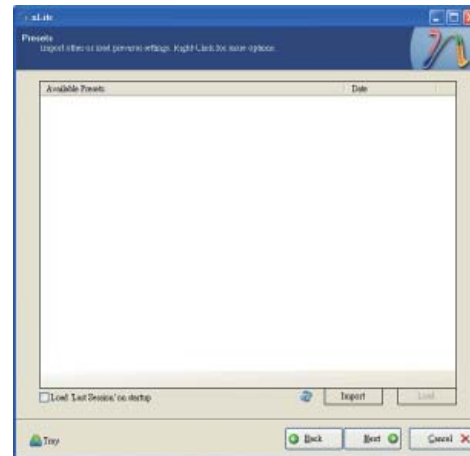 nLite
Presets
Import other or load previous settings. Right-Click for more options.
Available Presets Date
Load 'Last Session' on startup
Import Load
Tray
Back Next Cancel